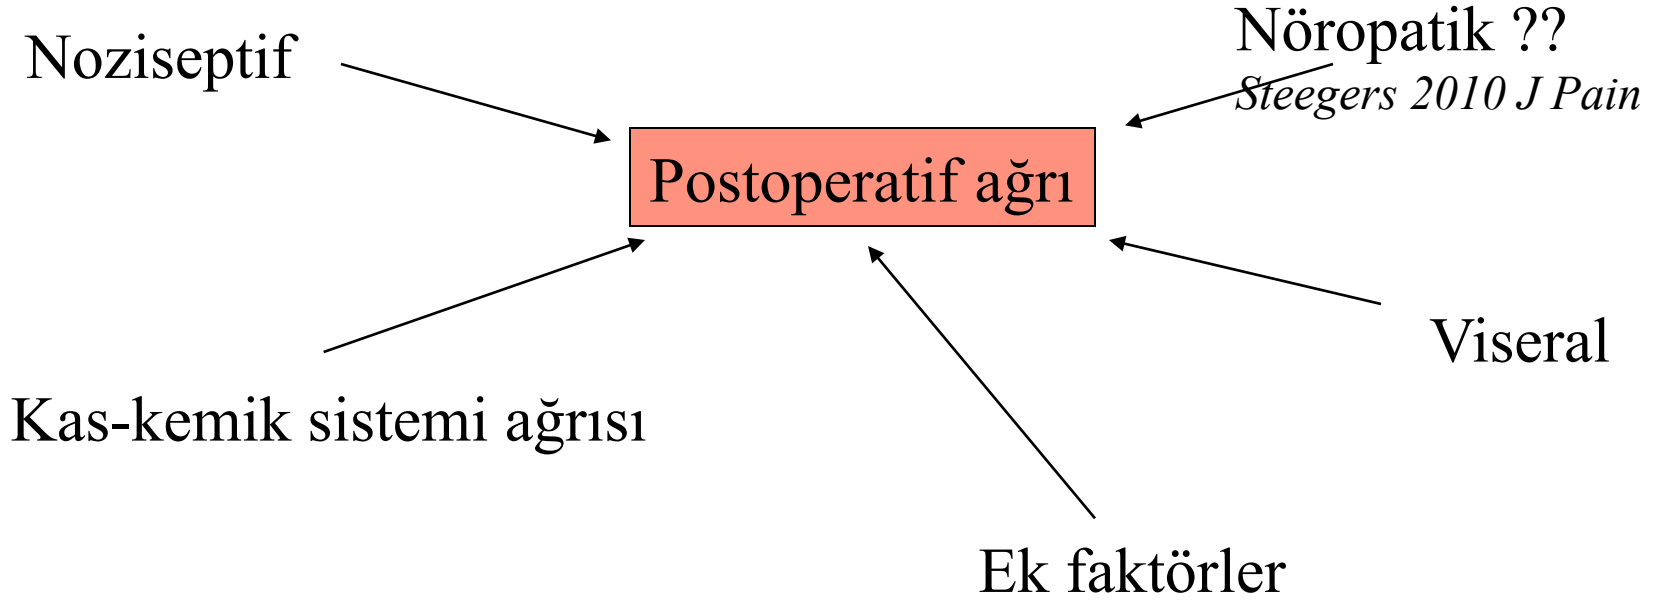 Noziseptif
Nöropatik ??
Steegers 2010 J Pain
Postoperatif ağrı
Viseral
Kas-kemik sistemi ağrısı
Ek faktörler